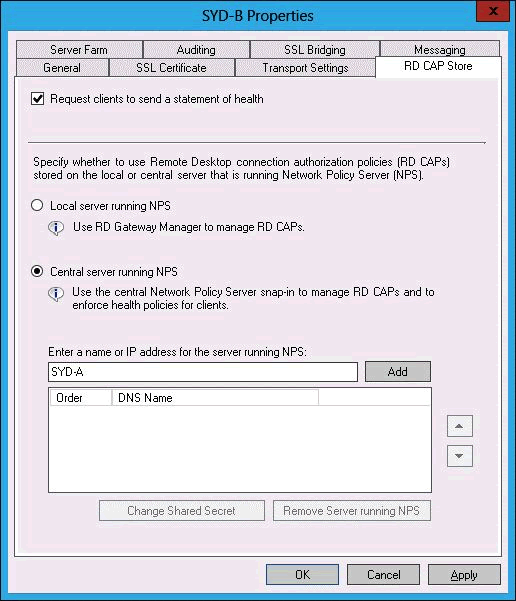 SYD-B Properties
x
Server Farm
Auditing
SSL Bridging
Messaging
General
SSL Certificate
Transport Settings
RD CAP Store
Request clients to send a statement of health
Specify whether to use Remote Desktop connection authorization policies (RD CAPs)
stored on the local or central server that is running Network Policy Server (NPS).
Local server running NPS
Use RD Gateway Manager to manage RD CAPs.
Central server running NPS
Use the central Network Policy Server snap-in to manage RD CAPs and to
enforce health policies for clients.
Enter a name or IP address for the server running NPS:
SYD-A
Add
Order
DNS Name
Change Shared Secret
Remove Server running NPS
OK
Cancel
Apply